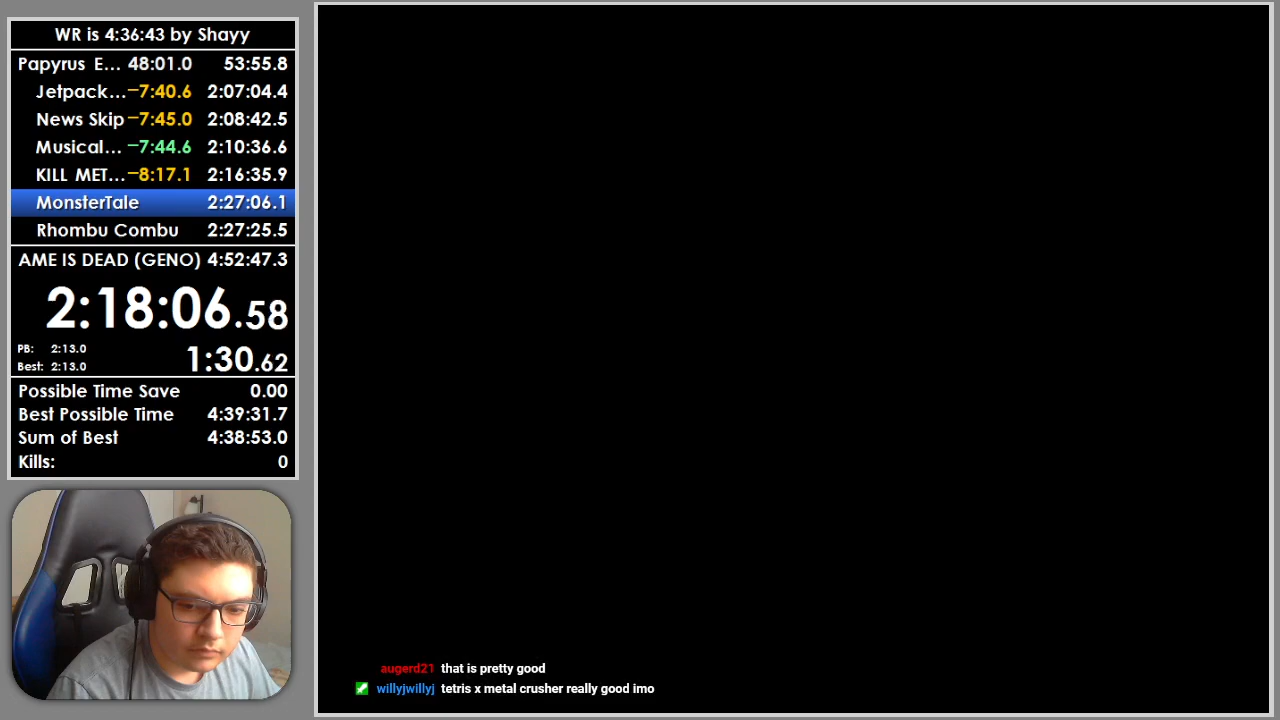 WR is 4:36:43 by Shayy
Papyrus E... 48:01.0 53:55.8
Jetpack... −7:40.6 2:07:04.4
News Skip −7:45.0 2:08:42.5
Musical... −7:44.6 2:10:36.6
KILL MET... −8:17.1 2:16:35.9
MonsterTale 2:27:06.1
Rhombu Combu 2:27:25.5
AME IS DEAD (GENO) 4:52:47.3
2:18:06.58
PB: 2:13.0
Best: 2:13.0
1:30.62
Possible Time Save 0.00
Best Possible Time 4:39:31.7
Sum of Best 4:38:53.0
Kills: 0
augerd21 that is pretty good
willyjwillyj tetris x metal crusher really good imo